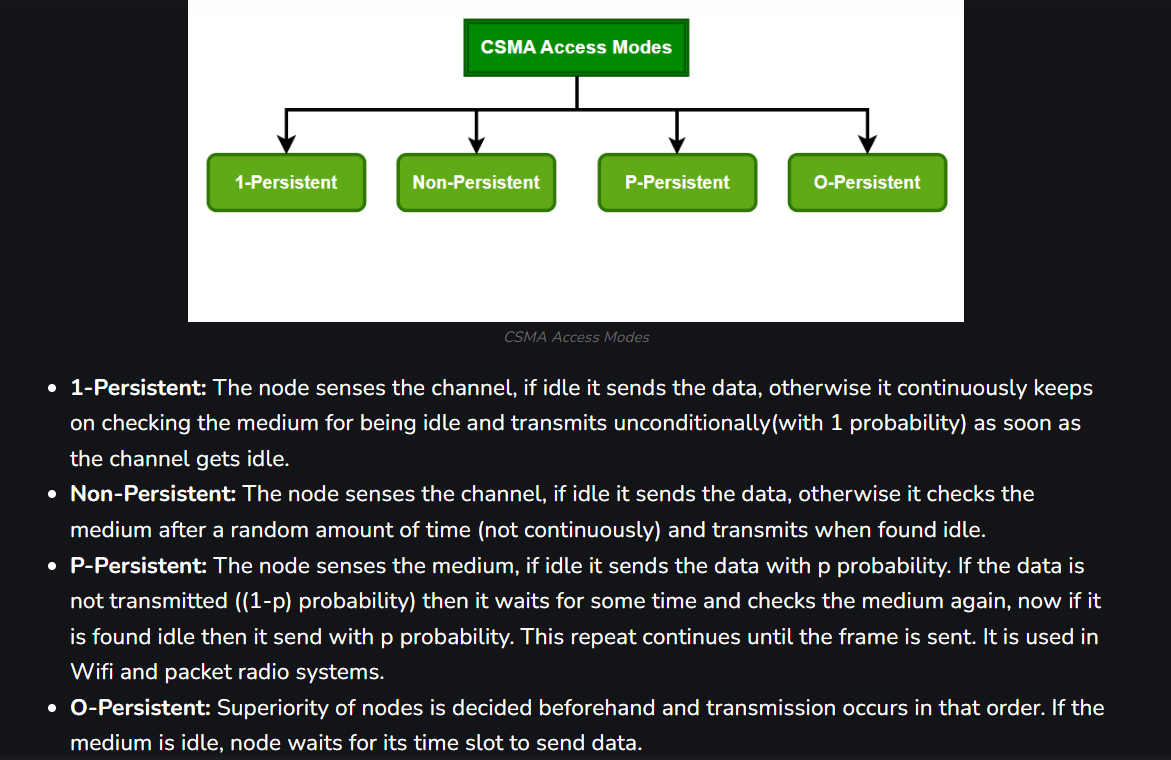 CSMA Access Modes
1-Persistent
Non-Persistent
P-Persistent
O-Persistent
CSMA Access Modes
• 1-Persistent: The node senses the channel, if idle it sends the data, otherwise it continuously keeps
on checking the medium for being idle and transmits unconditionally(with 1 probability) as soon as
the channel gets idle.
• Non-Persistent: The node senses the channel, if idle it sends the data, otherwise it checks the
medium after a random amount of time (not continuously) and transmits when found idle.
• P-Persistent: The node senses the medium, if idle it sends the data with p probability. If the data is
not transmitted ((1-p) probability) then it waits for some time and checks the medium again, now if it
is found idle then it send with p probability. This repeat continues until the frame is sent. It is used in
Wifi and packet radio systems.
• O-Persistent: Superiority of nodes is decided beforehand and transmission occurs in that order. If the
medium is idle, node waits for its time slot to send data.